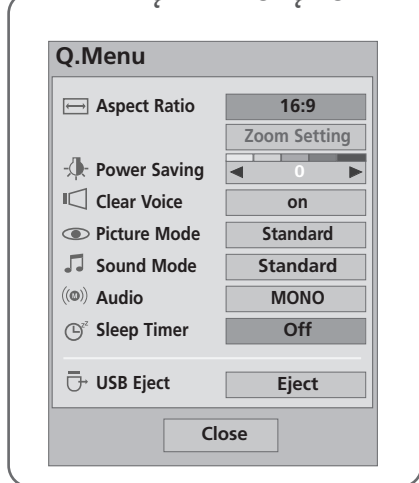 Q.Menu
Aspect Ratio 16:9
Zoom Setting
Power Saving ◀ 0 ▶
Clear Voice on
Picture Mode Standard
Sound Mode Standard
Audio MONO
Sleep Timer Off
USB Eject Eject
Close